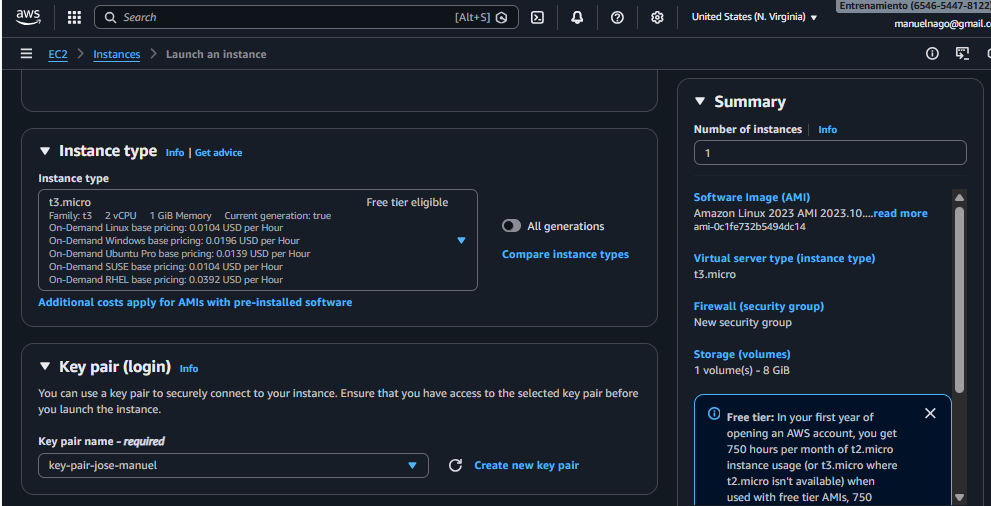 aws
Search
[Alt+S]
United States (N. Virginia)
Entrenamiento (6546-5447-8122)
manuelnago@gmail.c
EC2 > Instances > Launch an instance
Instance type Info | Get advice
Instance type
t3.micro Free tier eligible
Family: t3 2 vCPU 1 GiB Memory Current generation: true
On-Demand Linux base pricing: 0.0104 USD per Hour
On-Demand Windows base pricing: 0.0196 USD per Hour
On-Demand Ubuntu Pro base pricing: 0.0139 USD per Hour
On-Demand SUSE base pricing: 0.0104 USD per Hour
On-Demand RHEL base pricing: 0.0392 USD per Hour
All generations
Compare instance types
Additional costs apply for AMIs with pre-installed software
Key pair (login) Info
You can use a key pair to securely connect to your instance. Ensure that you have access to the selected key pair before
you launch the instance.
Key pair name - required
key-pair-jose-manuel
Create new key pair
Summary
Number of instances Info
1
Software Image (AMI)
Amazon Linux 2023 AMI 2023.10....read more
ami-0c1fe732b5494dc14
Virtual server type (instance type)
t3.micro
Firewall (security group)
New security group
Storage (volumes)
1 volume(s) - 8 GiB
Free tier: In your first year of
opening an AWS account, you get
750 hours per month of t2.micro
instance usage (or t3.micro where
t2.micro isn't available) when
used with free tier AMIs, 750